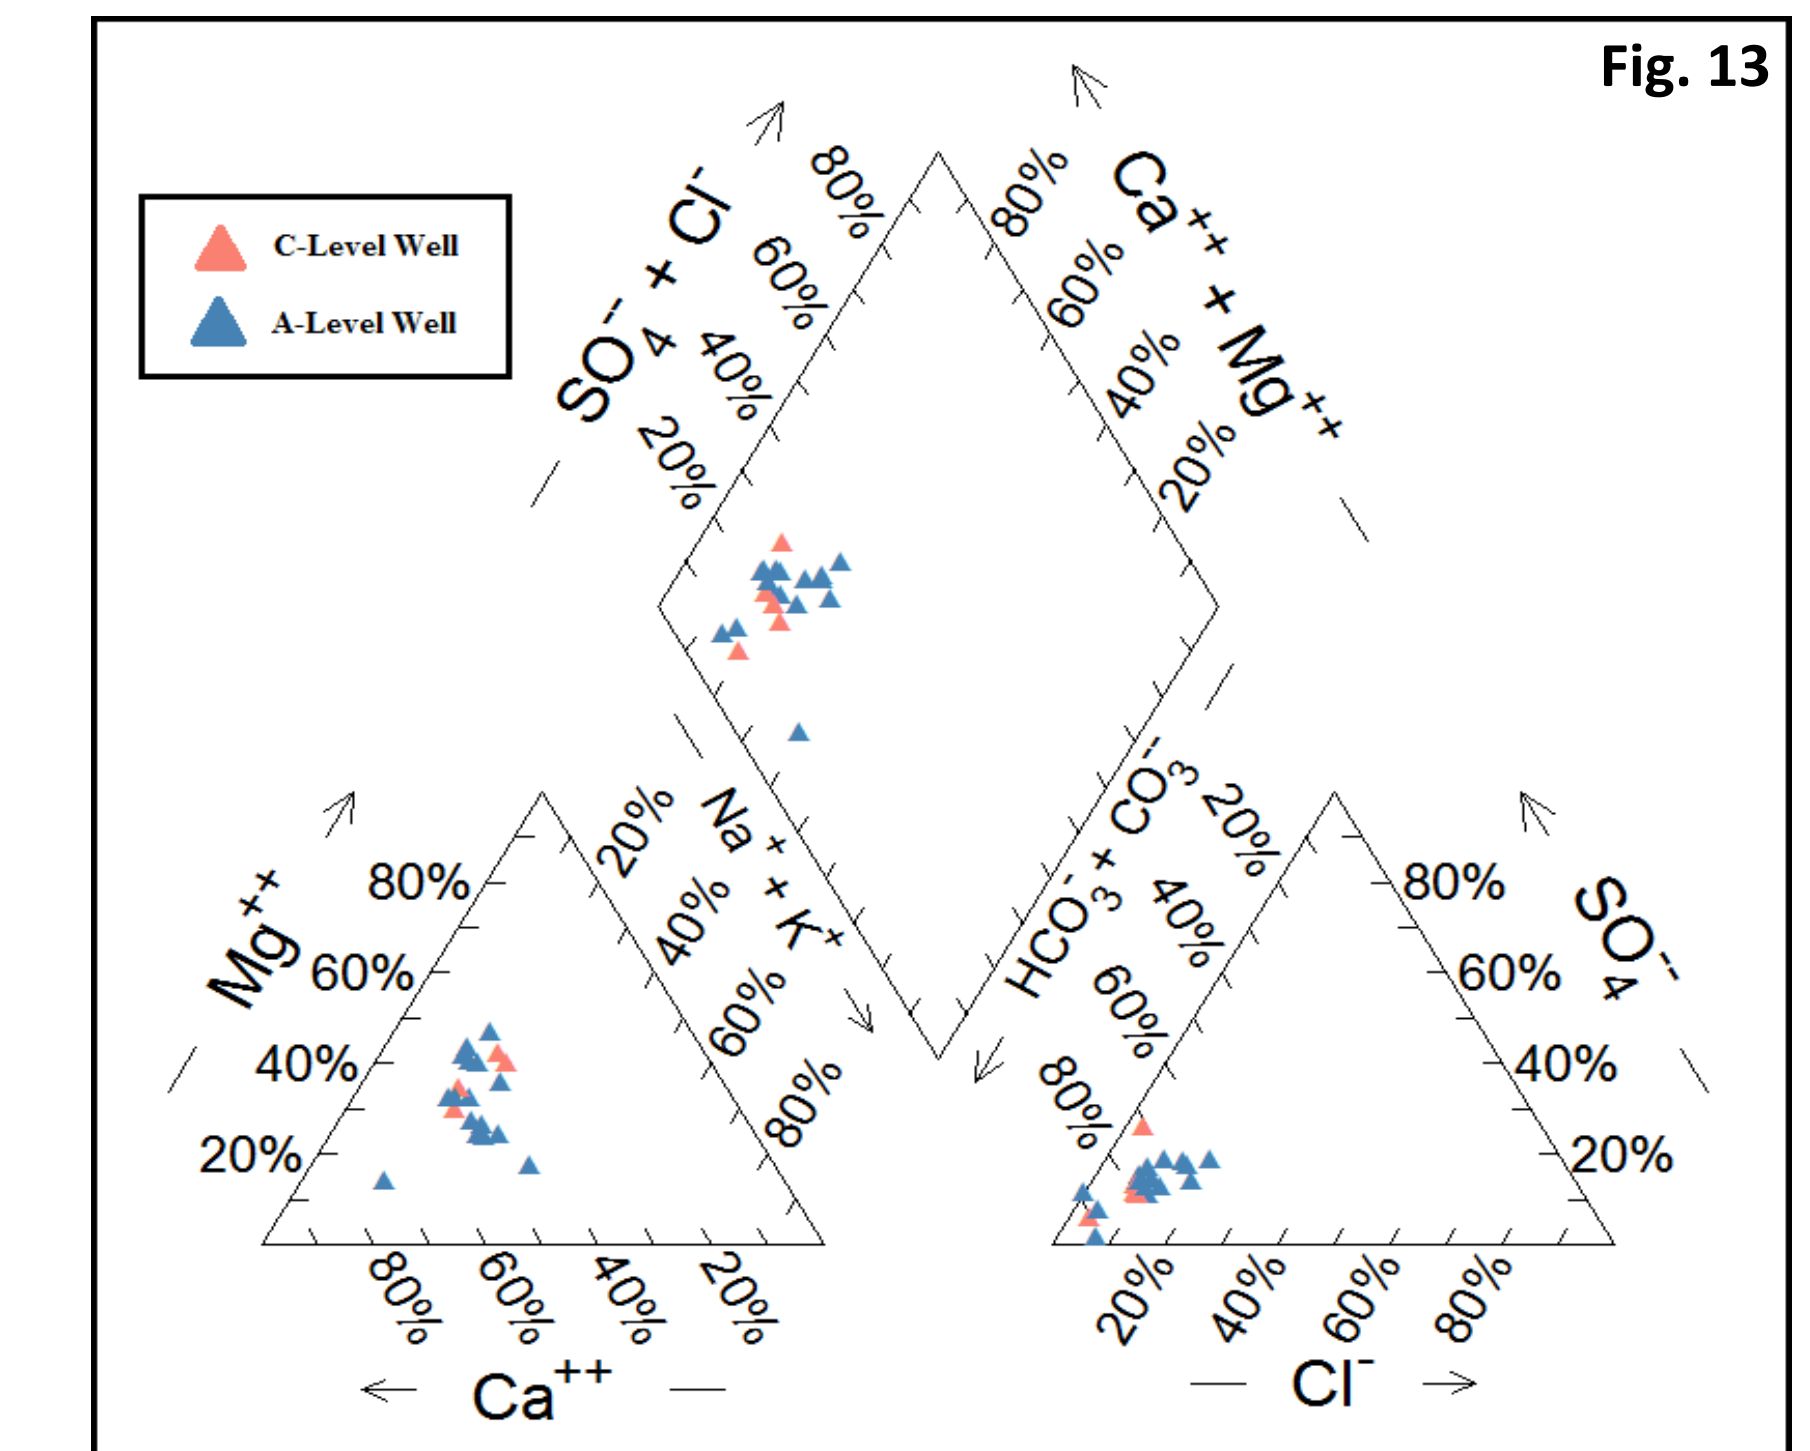 Fig. 13
C-Level Well
A-Level Well
SO₄⁻⁻ + Cl⁻
80%
60%
40%
20%
Ca⁺⁺ + Mg⁺⁺
80%
60%
40%
20%
Mg⁺⁺
80%
60%
40%
20%
Na⁺ + K⁺
20%
40%
60%
80%
HCO₃⁻ + CO₃⁻⁻
20%
40%
60%
80%
SO₄⁻⁻
80%
60%
40%
20%
80%
60%
40%
20%
Ca⁺⁺
20%
40%
60%
80%
Cl⁻